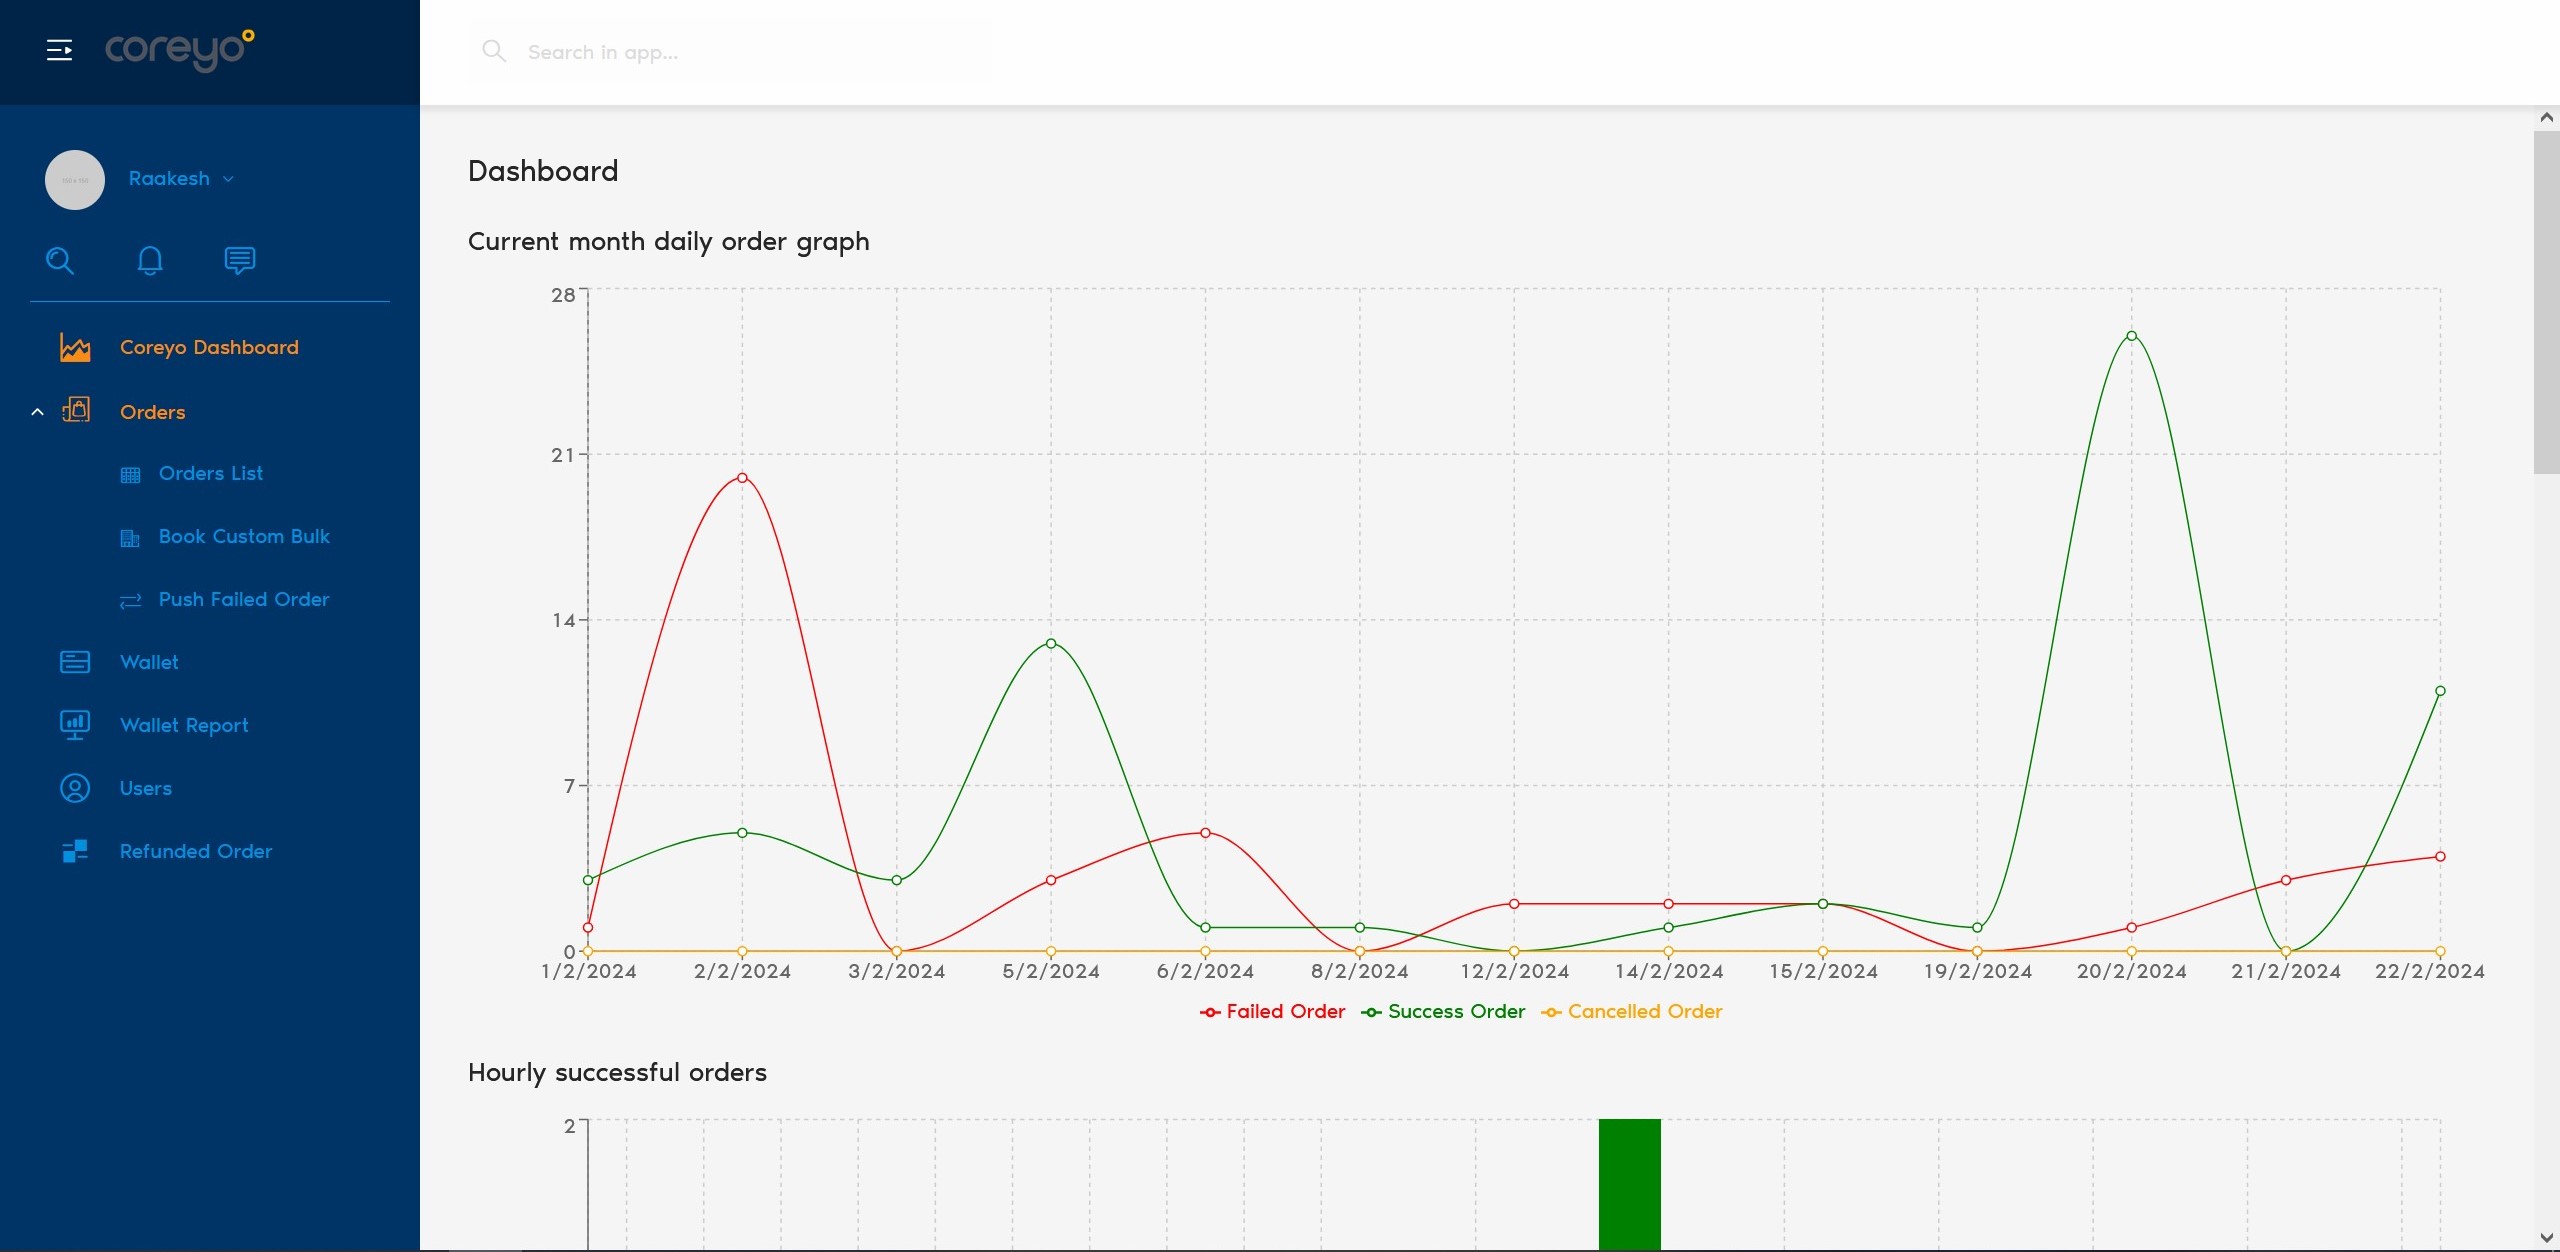 coreyo
Search in app...
Raakesh
Coreyo Dashboard
Orders
Orders List
Book Custom Bulk
Push Failed Order
Wallet
Wallet Report
Users
Refunded Order
Dashboard
Current month daily order graph
28
21
14
7
0
1/2/2024 2/2/2024 3/2/2024 5/2/2024 6/2/2024 8/2/2024 12/2/2024 14/2/2024 15/2/2024 19/2/2024 20/2/2024 21/2/2024 22/2/2024
Failed Order Success Order Cancelled Order
Hourly successful orders
2